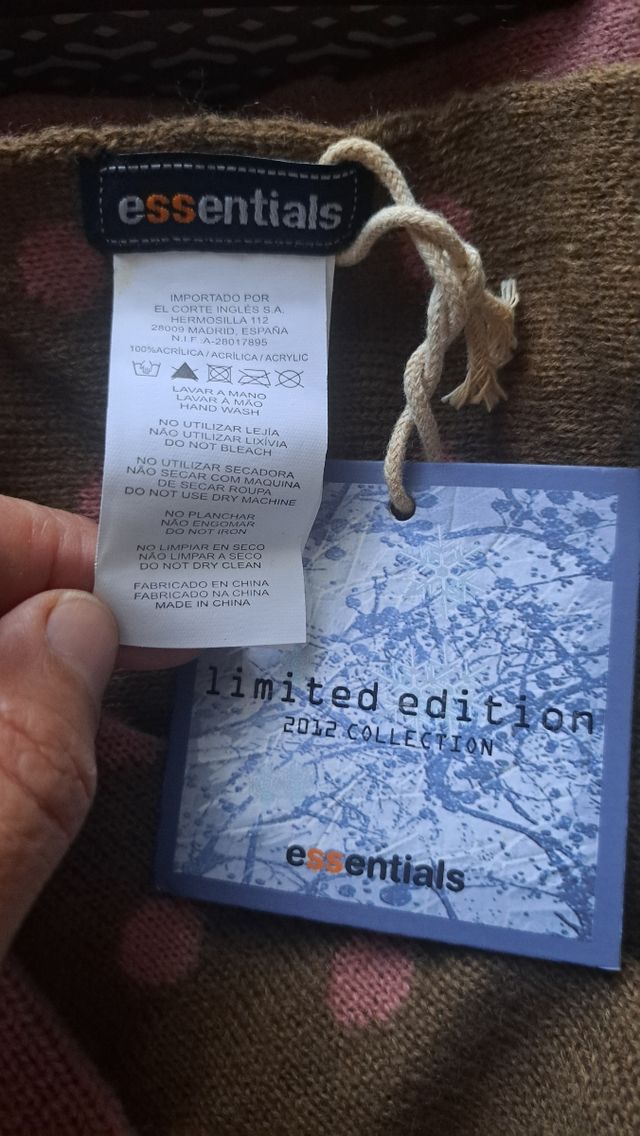 essentials
IMPORTADO POR
EL CORTE INGLÉS S.A.
HERMOSILLA 112
28009 MADRID, ESPAÑA
N.I.F .A-28017895
100%ACRÍLICA / ACRÍLICA / ACRYLIC
LAVAR A MANO
LAVAR À MÃO
HAND WASH
NO UTILIZAR LEJÍA
NÃO UTILIZAR LIXÍVIA
DO NOT BLEACH
NO UTILIZAR SECADORA
NÃO SECAR COM MAQUINA
DE SECAR ROUPA
DO NOT USE DRY MACHINE
NO PLANCHAR
NÃO ENGOMAR
DO NOT IRON
NO LIMPIAR EN SECO
NÃO LIMPAR A SECO
DO NOT DRY CLEAN
FABRICADO EN CHINA
FABRICADO NA CHINA
MADE IN CHINA
limited edition
2012 COLLECTION
essentials